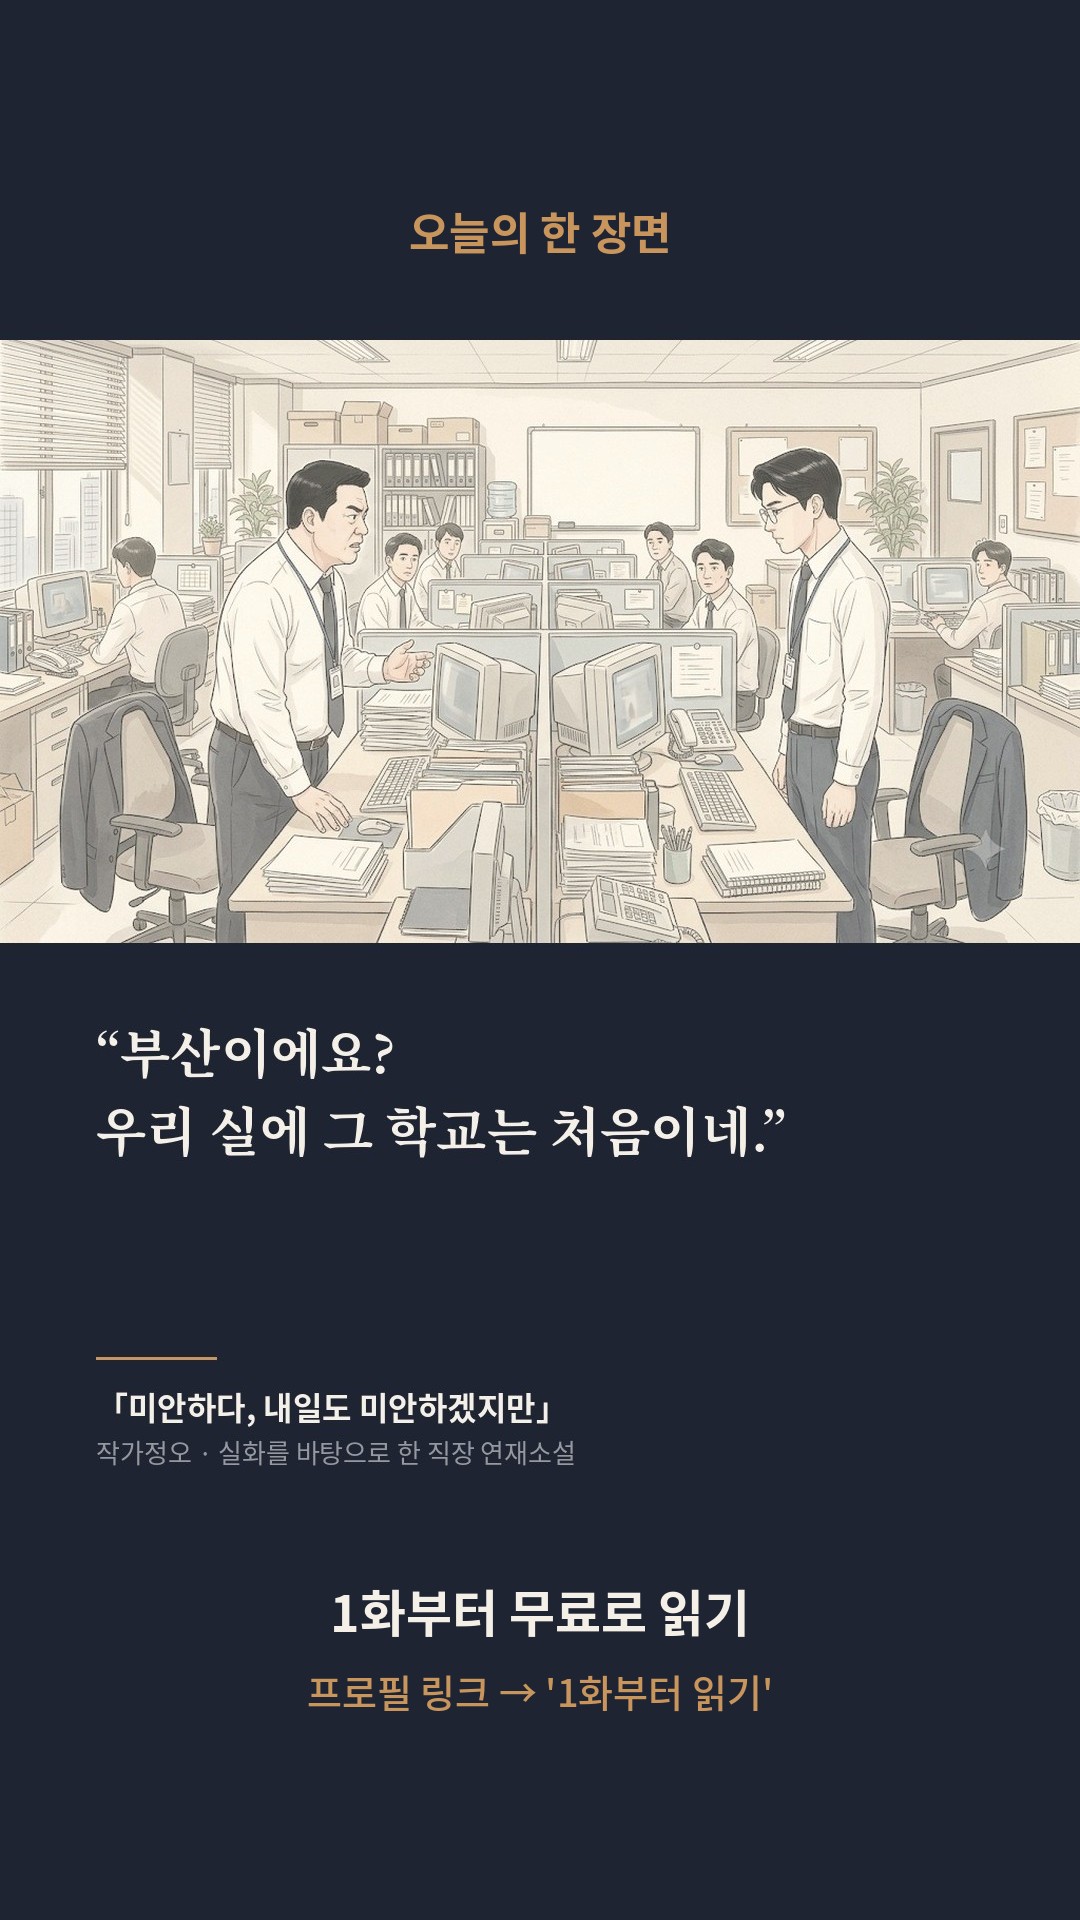 오늘의 한 장면
“부산이에요?
우리 실에 그 학교는 처음이네.”
「미안하다, 내일도 미안하겠지만」
작가정오 · 실화를 바탕으로 한 직장 연재소설
1화부터 무료로 읽기
프로필 링크 → '1화부터 읽기'